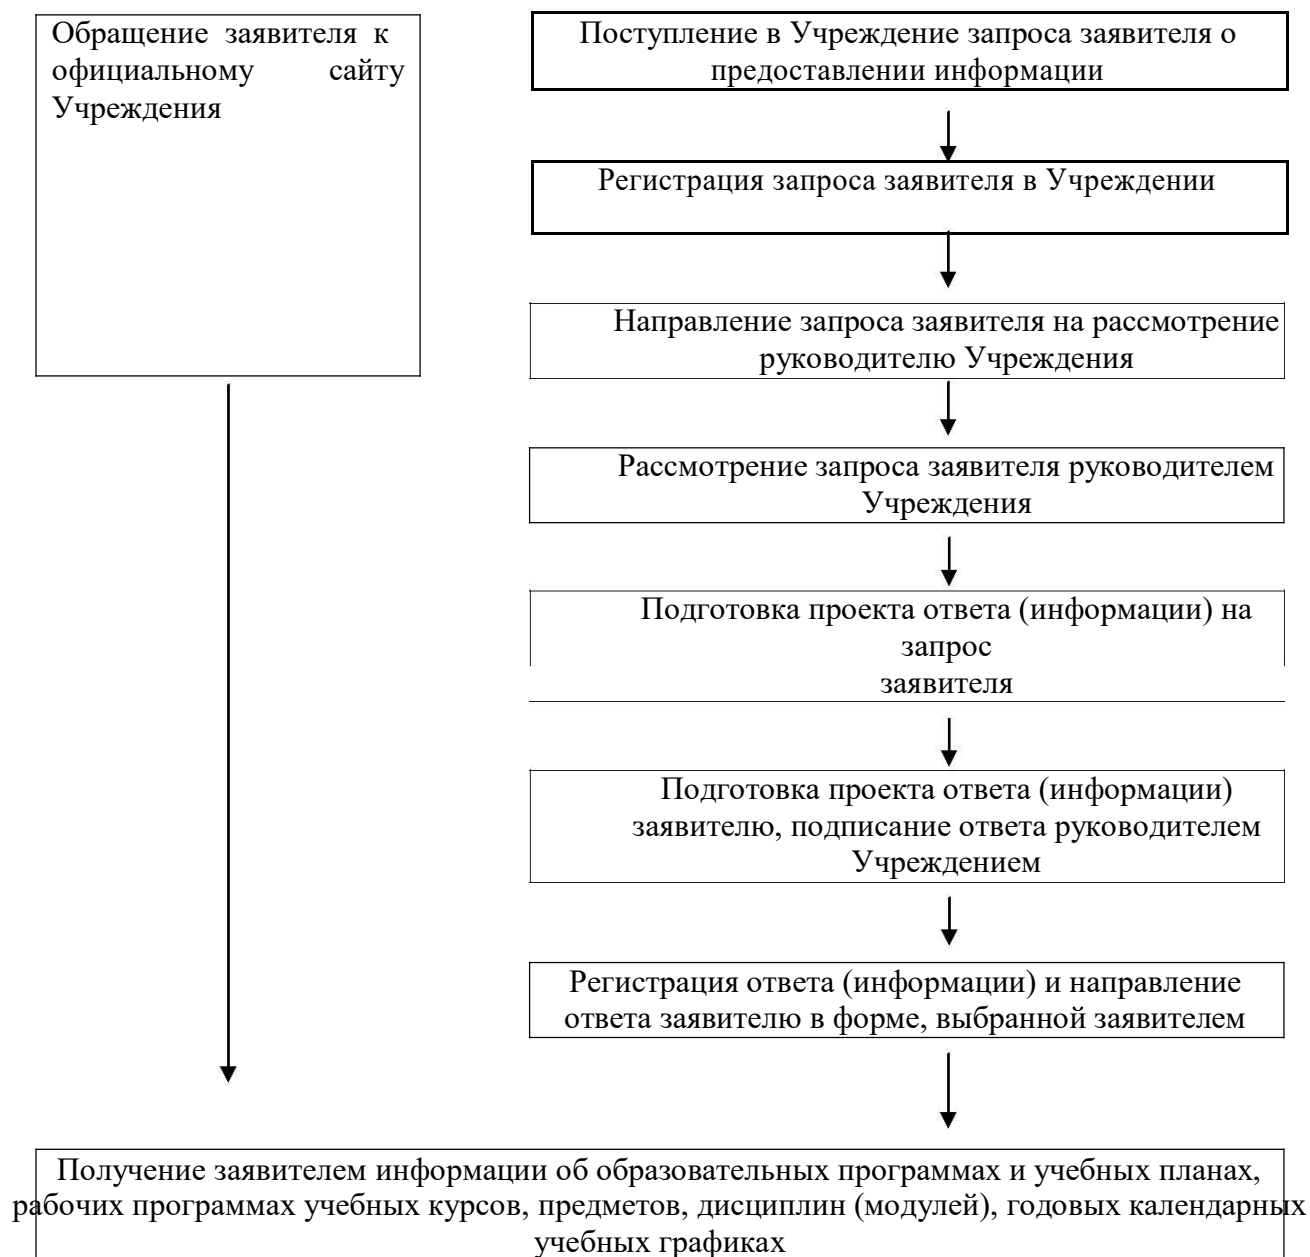 Обращение заявителя к
официальному сайту
Учреждения
Поступление в Учреждение запроса заявителя о
предоставлении информации
Регистрация запроса заявителя в Учреждении
Направление запроса заявителя на рассмотрение
руководителю Учреждения
Рассмотрение запроса заявителя руководителем
Учреждения
Подготовка проекта ответа (информации) на
запрос
заявителя
Подготовка проекта ответа (информации)
заявителю, подписание ответа руководителем
Учреждением
Регистрация ответа (информации) и направление
ответа заявителю в форме, выбранной заявителем
Получение заявителем информации об образовательных программах и учебных планах,
рабочих программах учебных курсов, предметов, дисциплин (модулей), годовых календарных
учебных графиках